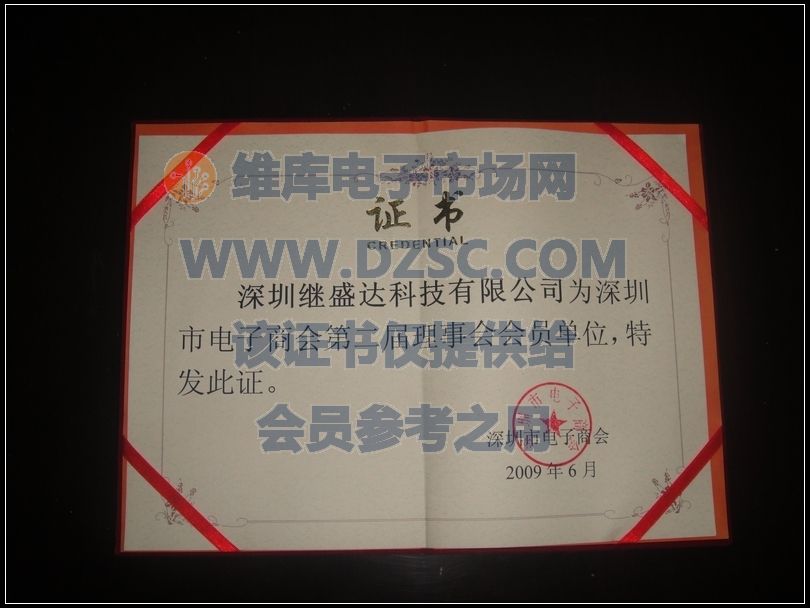 维库电子市场网
证书
CREDENTIAL
WWW.DZSC.COM
深圳继盛达科技有限公司为深圳
市电子商会第一届理事会会员单位，特
该证书仅提供给
发此证。
会员参考之用
深圳市电子商会
2009年6月